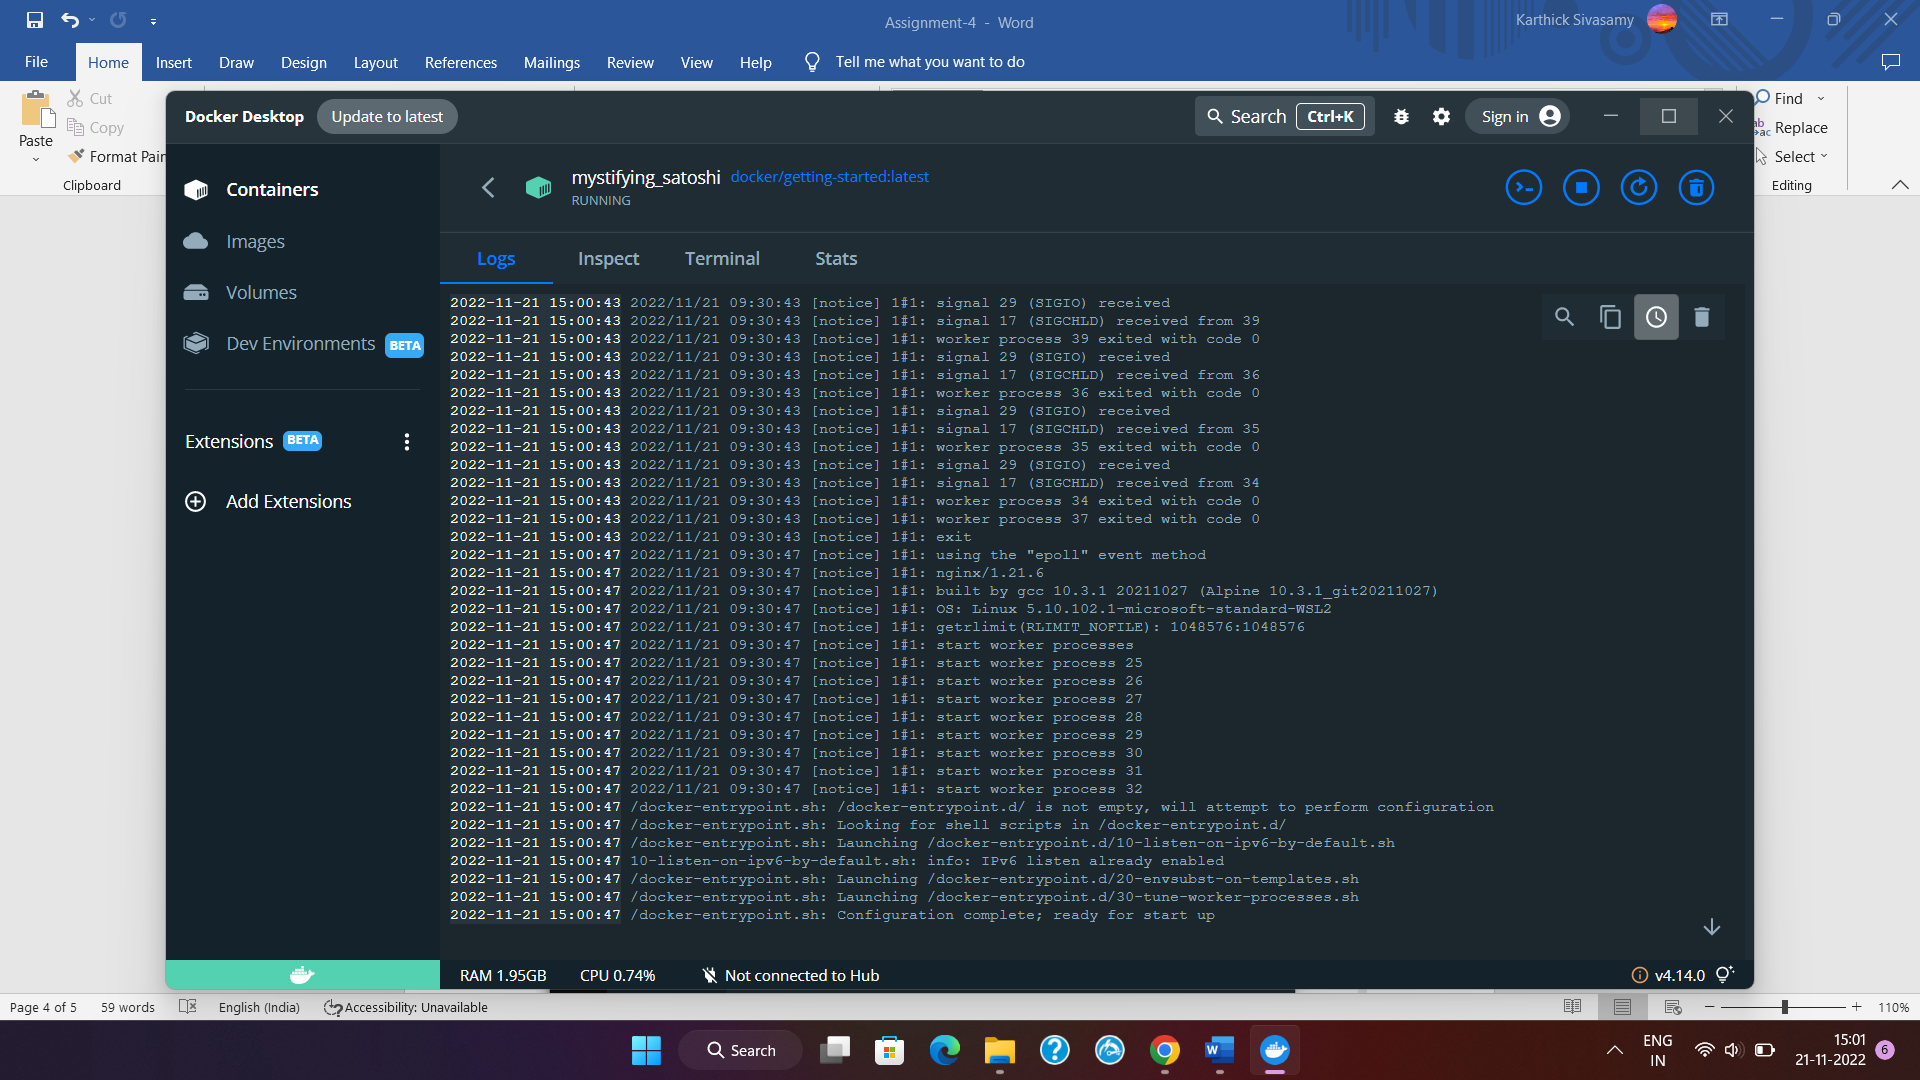 Assignment-4 - Word
Karthick Sivasamy
File Home Insert Draw Design Layout References Mailings Review View Help Tell me what you want to do
Paste
Cut
Copy
Format Pain
Clipboard
Find
Replace
Select
Editing
Docker Desktop Update to latest Search Ctrl+K Sign in
Containers
Images
Volumes
Dev Environments BETA
Extensions BETA
Add Extensions
mystifying_satoshi docker/getting-started:latest
RUNNING
Logs Inspect Terminal Stats
2022-11-21 15:00:43 2022/11/21 09:30:43 [notice] 1#1: signal 29 (SIGIO) received
2022-11-21 15:00:43 2022/11/21 09:30:43 [notice] 1#1: signal 17 (SIGCHLD) received from 39
2022-11-21 15:00:43 2022/11/21 09:30:43 [notice] 1#1: worker process 39 exited with code 0
2022-11-21 15:00:43 2022/11/21 09:30:43 [notice] 1#1: signal 29 (SIGIO) received
2022-11-21 15:00:43 2022/11/21 09:30:43 [notice] 1#1: signal 17 (SIGCHLD) received from 36
2022-11-21 15:00:43 2022/11/21 09:30:43 [notice] 1#1: worker process 36 exited with code 0
2022-11-21 15:00:43 2022/11/21 09:30:43 [notice] 1#1: signal 29 (SIGIO) received
2022-11-21 15:00:43 2022/11/21 09:30:43 [notice] 1#1: signal 17 (SIGCHLD) received from 35
2022-11-21 15:00:43 2022/11/21 09:30:43 [notice] 1#1: worker process 35 exited with code 0
2022-11-21 15:00:43 2022/11/21 09:30:43 [notice] 1#1: signal 29 (SIGIO) received
2022-11-21 15:00:43 2022/11/21 09:30:43 [notice] 1#1: signal 17 (SIGCHLD) received from 34
2022-11-21 15:00:43 2022/11/21 09:30:43 [notice] 1#1: worker process 34 exited with code 0
2022-11-21 15:00:43 2022/11/21 09:30:43 [notice] 1#1: worker process 37 exited with code 0
2022-11-21 15:00:43 2022/11/21 09:30:43 [notice] 1#1: exit
2022-11-21 15:00:47 2022/11/21 09:30:47 [notice] 1#1: using the "epoll" event method
2022-11-21 15:00:47 2022/11/21 09:30:47 [notice] 1#1: nginx/1.21.6
2022-11-21 15:00:47 2022/11/21 09:30:47 [notice] 1#1: built by gcc 10.3.1 20211027 (Alpine 10.3.1_git20211027)
2022-11-21 15:00:47 2022/11/21 09:30:47 [notice] 1#1: OS: Linux 5.10.102.1-microsoft-standard-WSL2
2022-11-21 15:00:47 2022/11/21 09:30:47 [notice] 1#1: getrlimit(RLIMIT_NOFILE): 1048576:1048576
2022-11-21 15:00:47 2022/11/21 09:30:47 [notice] 1#1: start worker processes
2022-11-21 15:00:47 2022/11/21 09:30:47 [notice] 1#1: start worker process 25
2022-11-21 15:00:47 2022/11/21 09:30:47 [notice] 1#1: start worker process 26
2022-11-21 15:00:47 2022/11/21 09:30:47 [notice] 1#1: start worker process 27
2022-11-21 15:00:47 2022/11/21 09:30:47 [notice] 1#1: start worker process 28
2022-11-21 15:00:47 2022/11/21 09:30:47 [notice] 1#1: start worker process 29
2022-11-21 15:00:47 2022/11/21 09:30:47 [notice] 1#1: start worker process 30
2022-11-21 15:00:47 2022/11/21 09:30:47 [notice] 1#1: start worker process 31
2022-11-21 15:00:47 2022/11/21 09:30:47 [notice] 1#1: start worker process 32
2022-11-21 15:00:47 /docker-entrypoint.sh: /docker-entrypoint.d/ is not empty, will attempt to perform configuration
2022-11-21 15:00:47 /docker-entrypoint.sh: Looking for shell scripts in /docker-entrypoint.d/
2022-11-21 15:00:47 /docker-entrypoint.sh: Launching /docker-entrypoint.d/10-listen-on-ipv6-by-default.sh
2022-11-21 15:00:47 10-listen-on-ipv6-by-default.sh: info: IPv6 listen already enabled
2022-11-21 15:00:47 /docker-entrypoint.sh: Launching /docker-entrypoint.d/20-envsubst-on-templates.sh
2022-11-21 15:00:47 /docker-entrypoint.sh: Launching /docker-entrypoint.d/30-tune-worker-processes.sh
2022-11-21 15:00:47 /docker-entrypoint.sh: Configuration complete; ready for start up
RAM 1.95GB CPU 0.74% Not connected to Hub v4.14.0
Page 4 of 5 59 words English (India) Accessibility: Unavailable 110%
Search
ENG
IN
15:01
21-11-2022
6